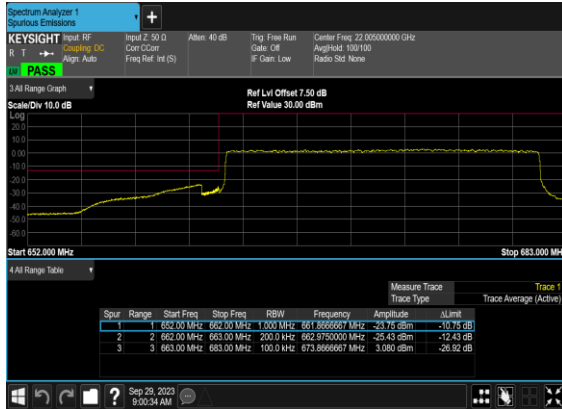 Spectrum Analyzer 1
Spurious Emissions
+
KEYSIGHT Input: RF Input Z: 50 Ω Atten: 40 dB Trig: Free Run Center Freq: 22.005000000 GHz
R T Coupling: DC Corr CCorr Gate: Off Avg|Hold: 100/100
Align: Auto Freq Ref: Int (S) IF Gain: Low Radio Std: None
PASS
3 All Range Graph
Scale/Div 10.0 dB Ref Lvl Offset 7.50 dB
Ref Value 30.00 dBm
Log
20.0
10.0
0.00
-10.0
-20.0
-30.0
-40.0
-50.0
-60.0
Start 652.000 MHz Stop 683.000 MHz
4 All Range Table
Measure Trace Trace 1
Trace Type Trace Average (Active)
Spur Range Start Freq Stop Freq RBW Frequency Amplitude ΔLimit
1 1 652.00 MHz 662.00 MHz 1.000 MHz 661.8666667 MHz -23.75 dBm -10.75 dB
2 2 662.00 MHz 663.00 MHz 200.0 kHz 662.9750000 MHz -25.43 dBm -12.43 dB
3 3 663.00 MHz 683.00 MHz 100.0 kHz 673.8666667 MHz 3.080 dBm -26.92 dB
? Sep 29, 2023
9:00:34 AM